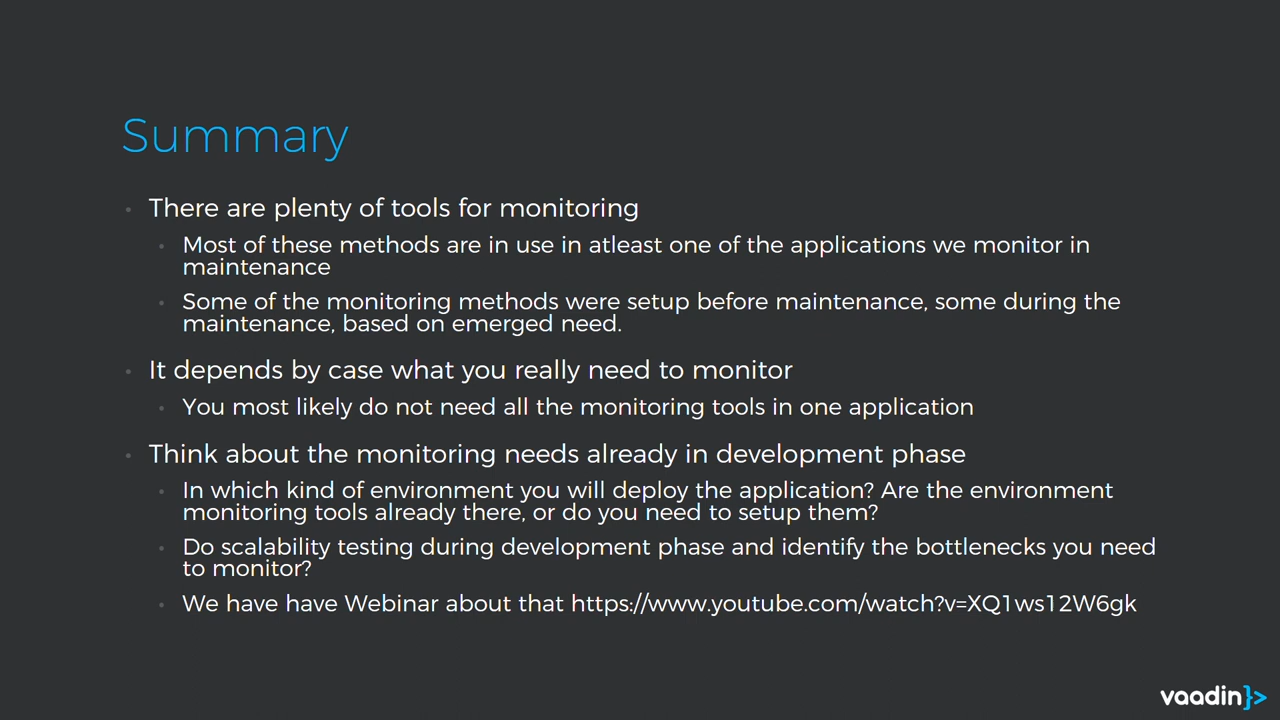 Summary
There are plenty of tools for monitoring
Most of these methods are in use in atleast one of the applications we monitor in
maintenance
Some of the monitoring methods were setup before maintenance, some during the
maintenance, based on emerged need.
It depends by case what you really need to monitor
You most likely do not need all the monitoring tools in one application
Think about the monitoring needs already in development phase
In which kind of environment you will deploy the application? Are the environment
monitoring tools already there, or do you need to setup them?
Do scalability testing during development phase and identify the bottlenecks you need
to monitor?
We have have Webinar about that https://www.youtube.com/watch?v=XQ1ws12W6gk
vaadin}>